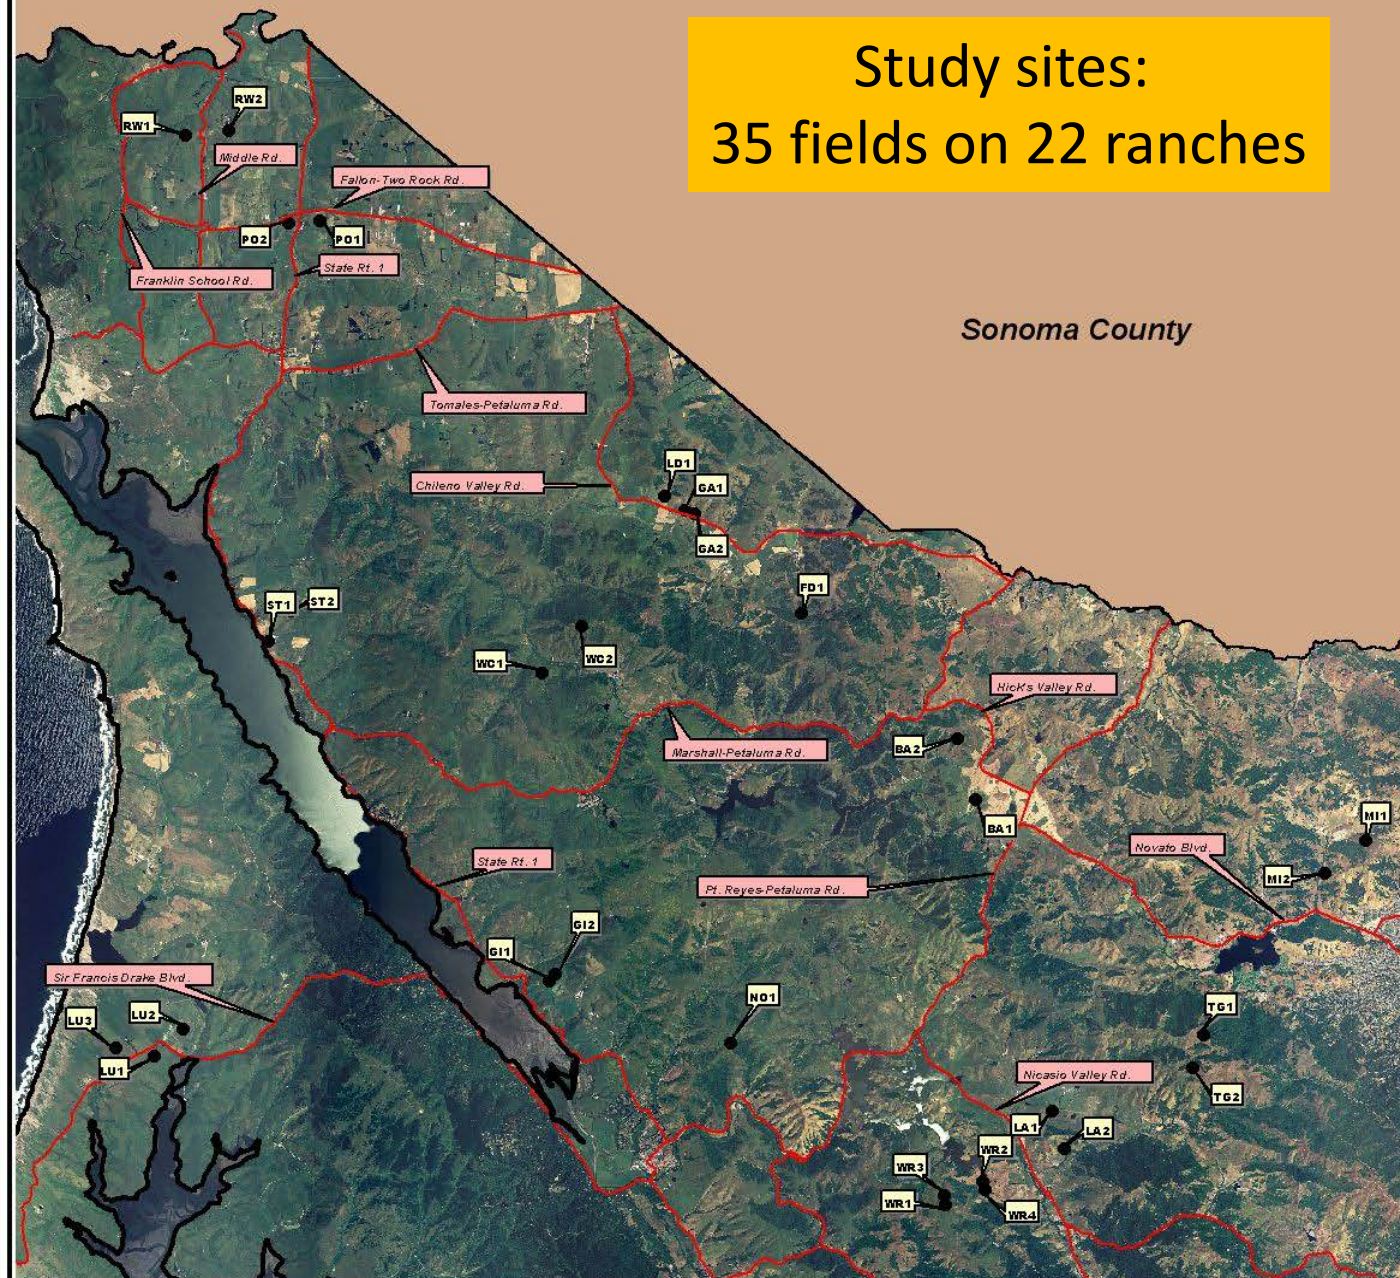 Study sites:
35 fields on 22 ranches
RW2
RW1
Middle Rd.
Fallon-Two Rock Rd.
PO2
PO1
Franklin School Rd.
State Rt. 1
Sonoma County
Tomales-Petaluma Rd.
LD1
Chileno Valley Rd.
GA1
GA2
FD1
ST1
ST2
WC1
WC2
Hick's Valley Rd.
Marshall-Petaluma Rd.
BA2
BA1
MI1
Novato Blvd.
State Rt. 1
MI2
Pt. Reyes-Petaluma Rd.
GI2
GI1
Sir Francis Drake Blvd.
NO1
LU2
LU3
TG1
LU1
Nicasio Valley Rd.
TG2
LA1
LA2
WR2
WR3
WR1
WR4